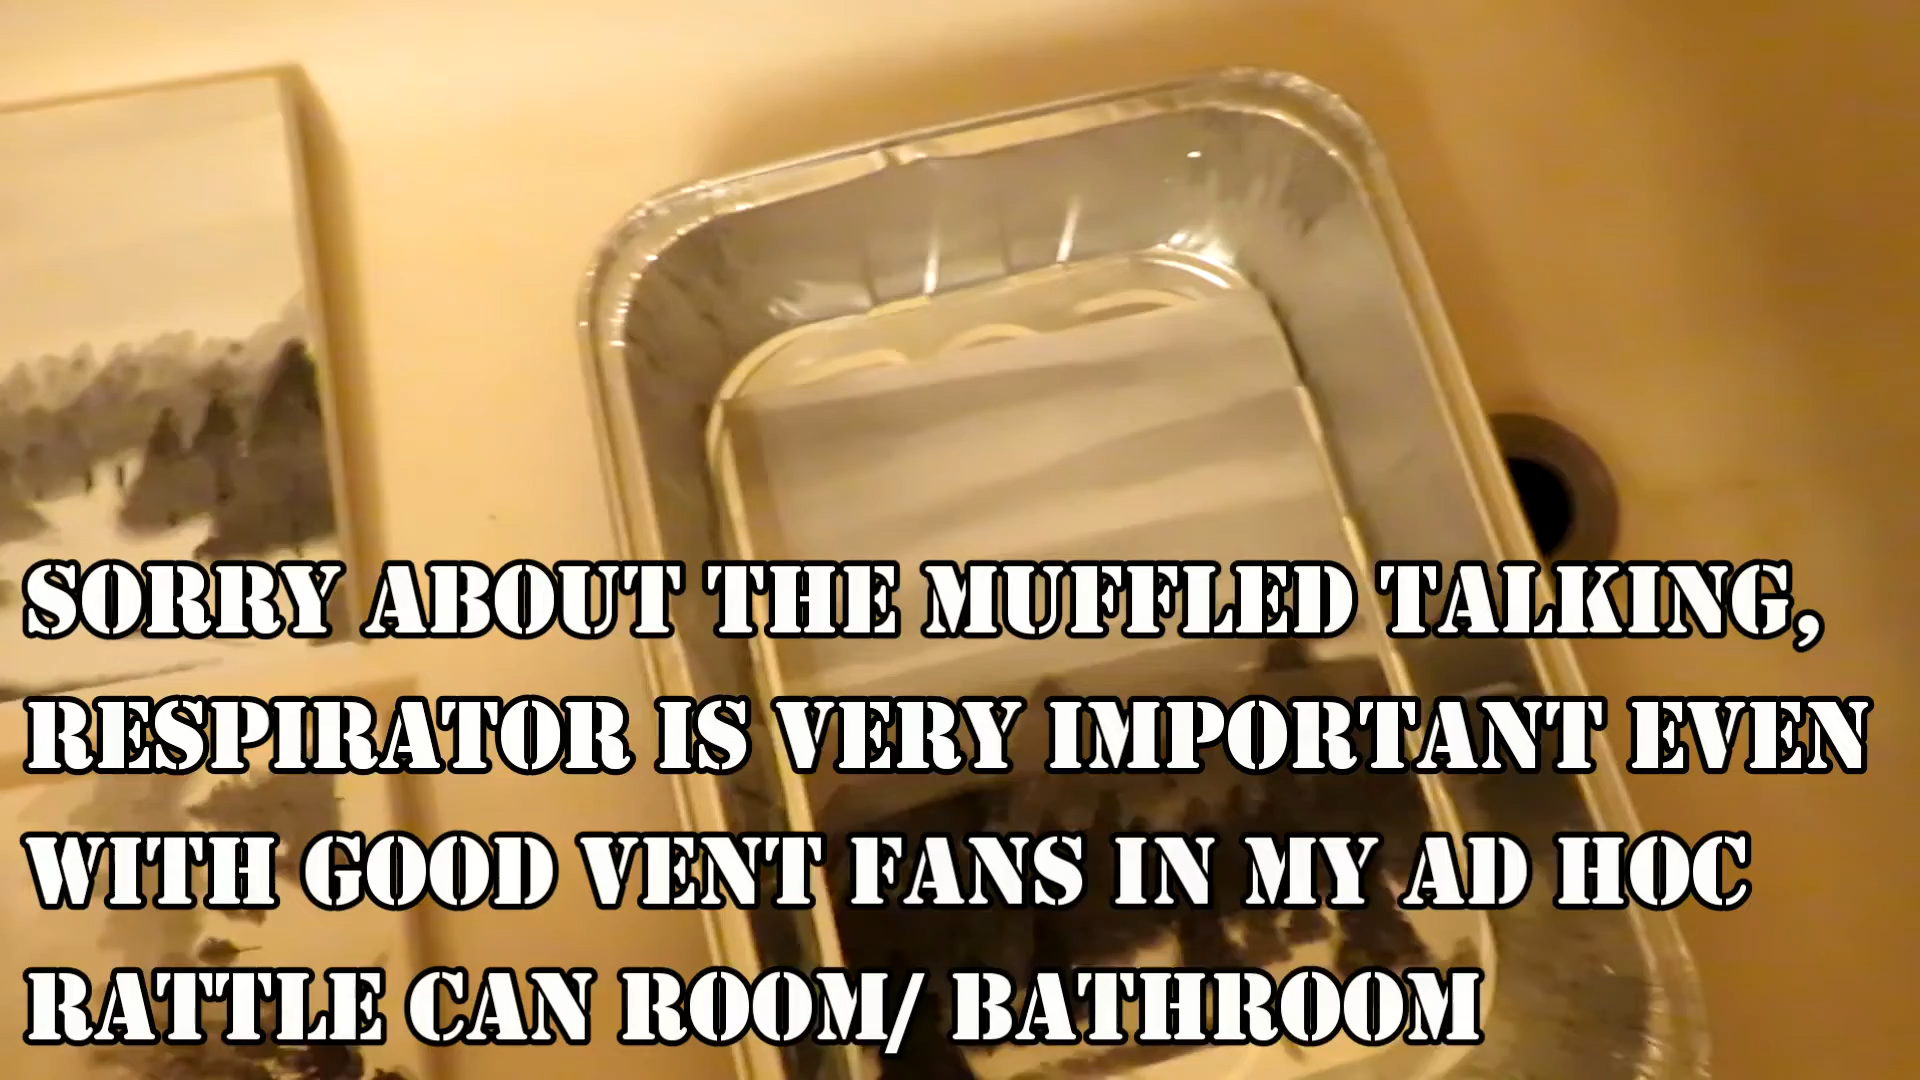 SORRY ABOUT THE MUFFLED TALKING,
RESPIRATOR IS VERY IMPORTANT EVEN
WITH GOOD VENT FANS IN MY AD HOC
RATTLE CAN ROOM/ BATHROOM